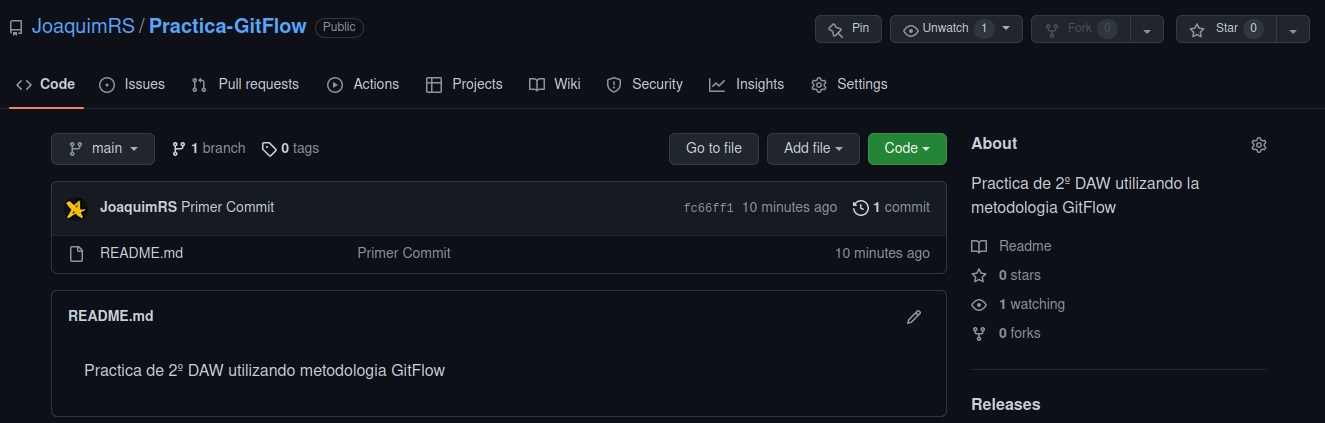 JoaquimRS / Practica-GitFlow Public
Pin Unwatch 1 Fork 0 Star 0
Code Issues Pull requests Actions Projects Wiki Security Insights Settings
main 1 branch 0 tags Go to file Add file Code
JoaquimRS Primer Commit fc66ff1 10 minutes ago 1 commit
README.md Primer Commit 10 minutes ago
README.md
Practica de 2º DAW utilizando metodologia GitFlow
About
Practica de 2º DAW utilizando la
metodologia GitFlow
Readme
0 stars
1 watching
0 forks
Releases